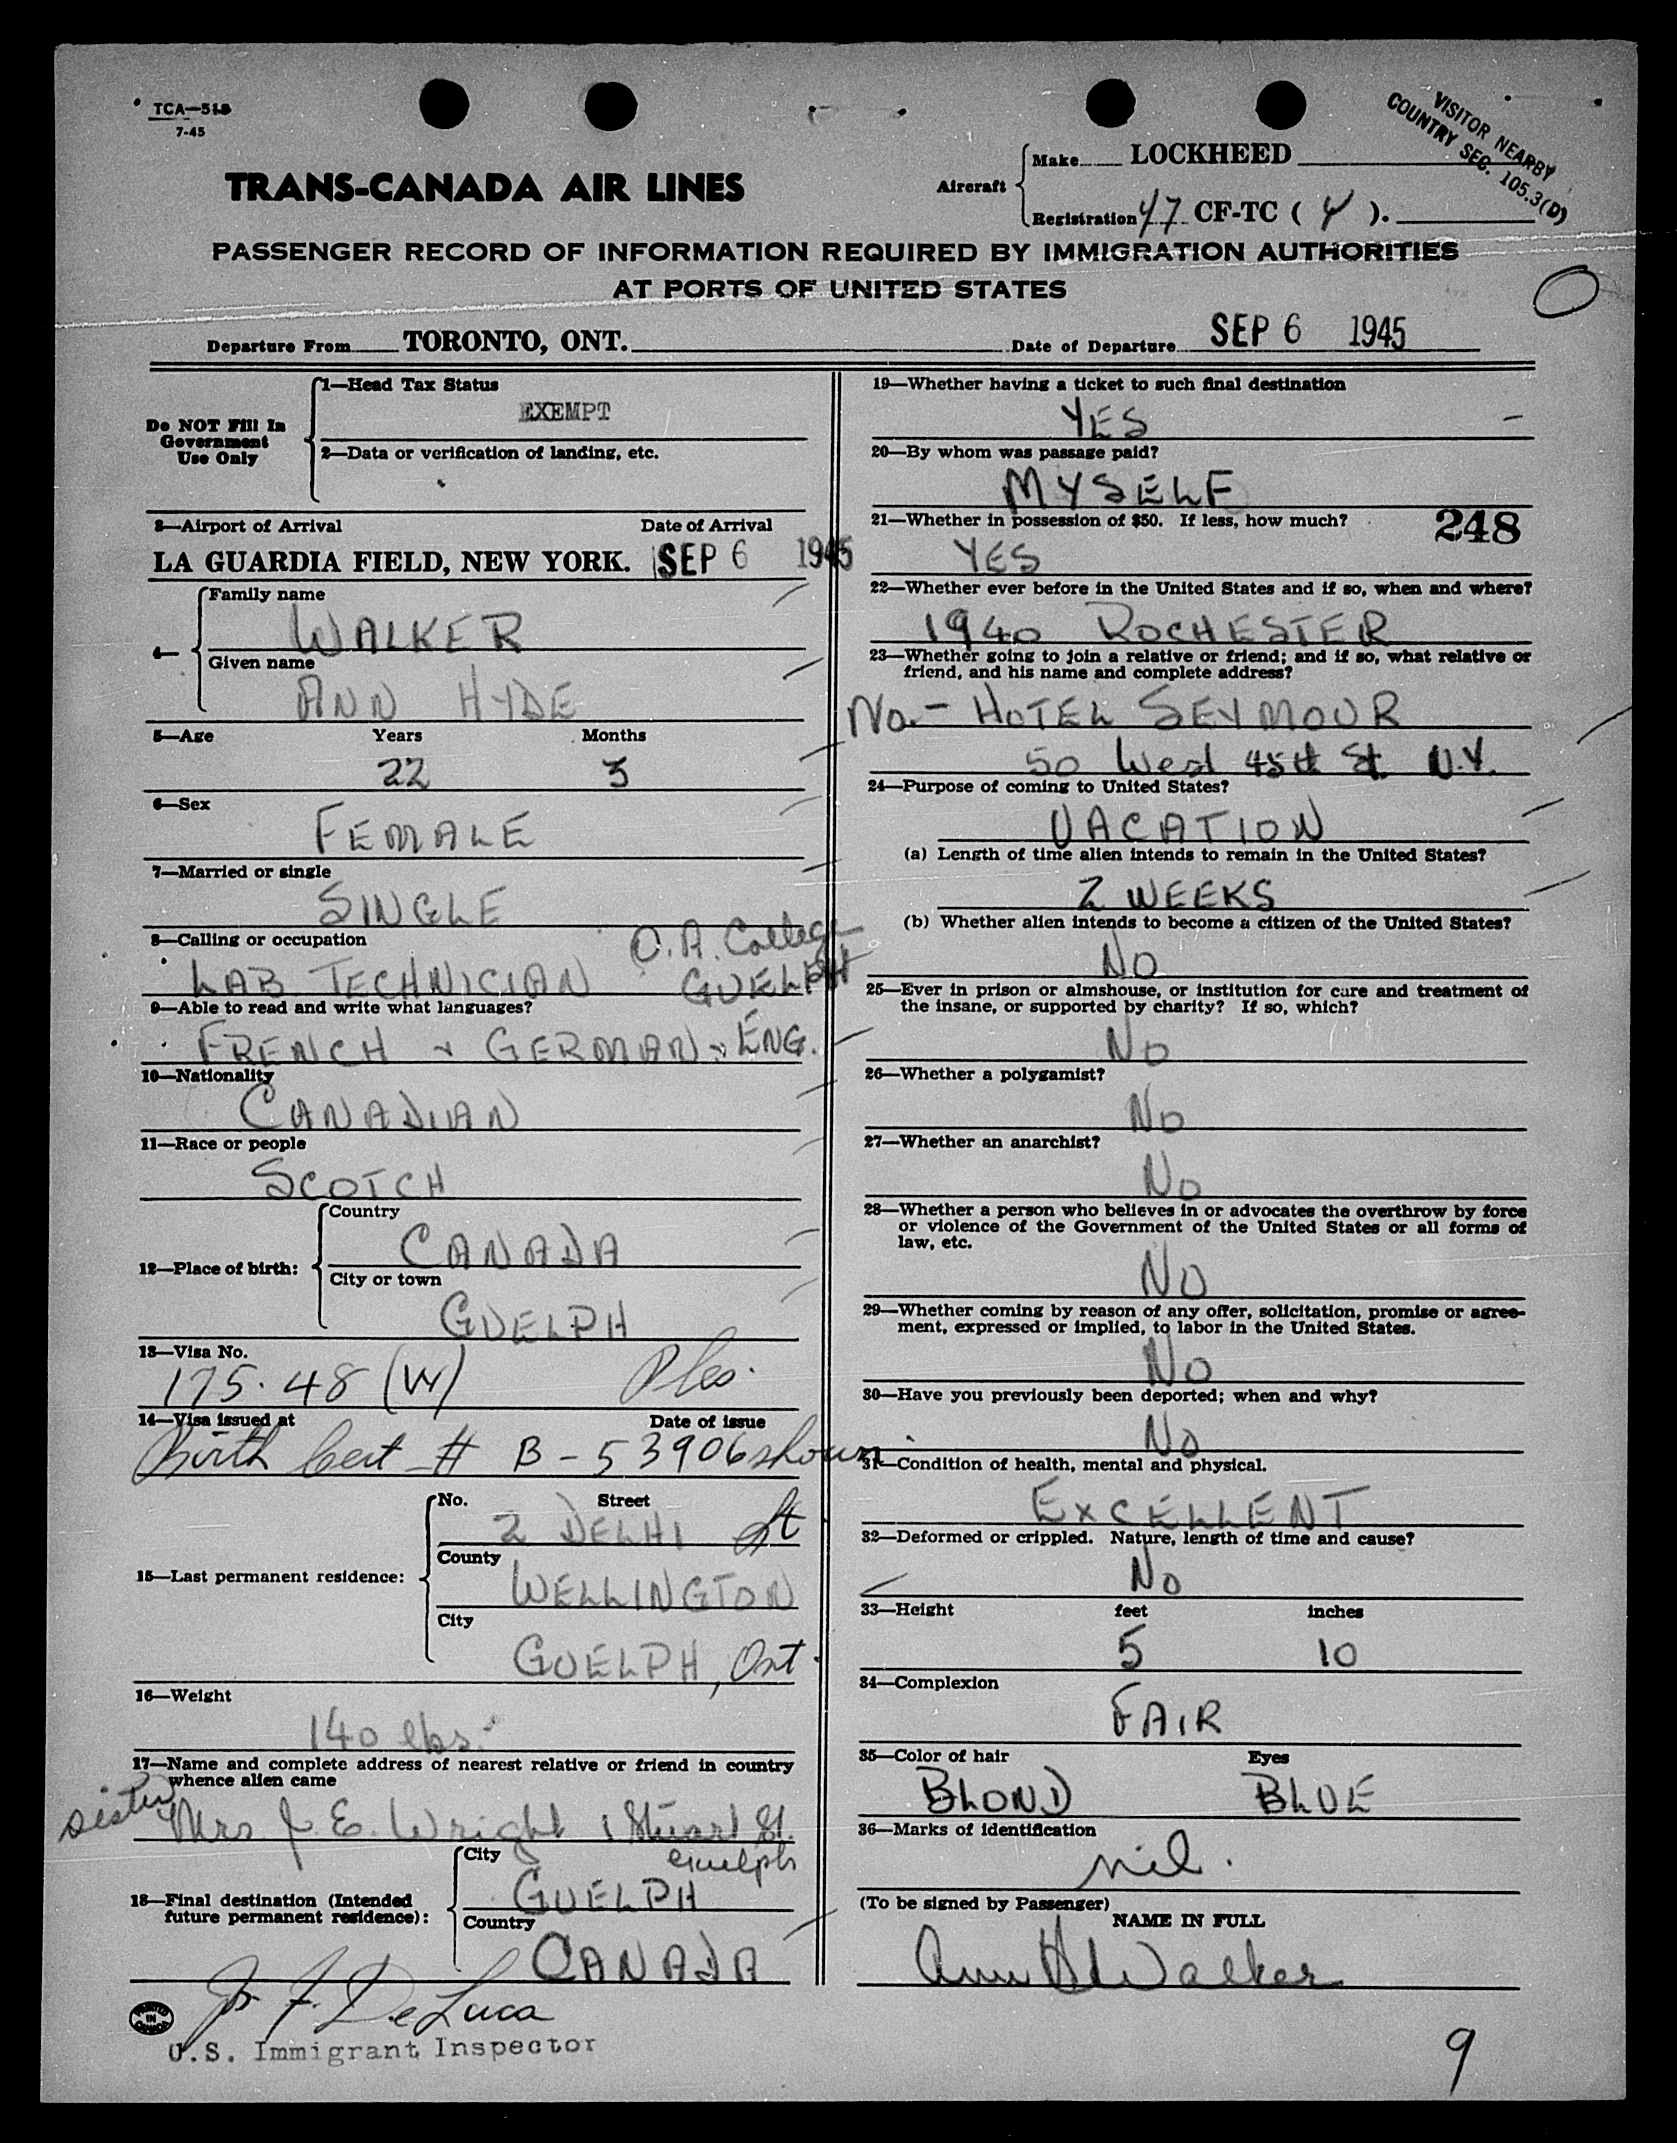 TCA—518
7-45
VISITOR NEARBY
COUNTRY SEC. 105.3(D)
TRANS-CANADA AIR LINES
Aircraft
Make LOCKHEED
Registration 47 CF-TC ( Y ).
PASSENGER RECORD OF INFORMATION REQUIRED BY IMMIGRATION AUTHORITIES
AT PORTS OF UNITED STATES
Departure From TORONTO, ONT. Date of Departure SEP 6 1945
Do NOT Fill In
Government
Use Only
1—Head Tax Status
EXEMPT
2—Data or verification of landing, etc.
3—Airport of Arrival Date of Arrival
LA GUARDIA FIELD, NEW YORK. SEP 6 1945
4—
Family name
WALKER
Given name
ANN HYDE
5—Age Years Months
22 3
6—Sex
FEMALE
7—Married or single
SINGLE
8—Calling or occupation O.A. College
LAB TECHNICIAN GUELPH
9—Able to read and write what languages?
FRENCH & GERMAN & ENG.
10—Nationality
CANADIAN
11—Race or people
SCOTCH
12—Place of birth:
Country
CANADA
City or town
GUELPH
13—Visa No.
175.48 (W)
14—Visa issued at Date of issue
Birth Cert # B-53906 shown
15—Last permanent residence:
No. Street
2 DELHI St
County
WELLINGTON
City
GUELPH, Ont.
16—Weight
140 lbs.
17—Name and complete address of nearest relative or friend in country
whence alien came
sister Mrs J. E. Wright 1 Stuart St.
Guelph
18—Final destination (Intended
future permanent residence):
City
GUELPH
Country
CANADA
J. De Luca
U.S. Immigrant Inspector
PRINTED
IN
CANADA
19—Whether having a ticket to such final destination
YES
20—By whom was passage paid?
MYSELF
21—Whether in possession of $50. If less, how much? 248
YES
22—Whether ever before in the United States and if so, when and where?
1940 ROCHESTER
23—Whether going to join a relative or friend; and if so, what relative or
friend, and his name and complete address?
No.— HOTEL SEYMOUR
50 West 45th St. N.Y.
24—Purpose of coming to United States?
VACATION
(a) Length of time alien intends to remain in the United States?
2 WEEKS
(b) Whether alien intends to become a citizen of the United States?
NO
25—Ever in prison or almshouse, or institution for care and treatment of
the insane, or supported by charity? If so, which?
NO
26—Whether a polygamist?
NO
27—Whether an anarchist?
NO
28—Whether a person who believes in or advocates the overthrow by force
or violence of the Government of the United States or all forms of
law, etc.
NO
29—Whether coming by reason of any offer, solicitation, promise or agree-
ment, expressed or implied, to labor in the United States.
NO
30—Have you previously been deported; when and why?
NO
31—Condition of health, mental and physical.
EXCELLENT
32—Deformed or crippled. Nature, length of time and cause?
NO
33—Height feet inches
5 10
34—Complexion
FAIR
35—Color of hair Eyes
BLOND BLUE
36—Marks of identification
nil.
(To be signed by Passenger)
NAME IN FULL
Ann H Walker
9